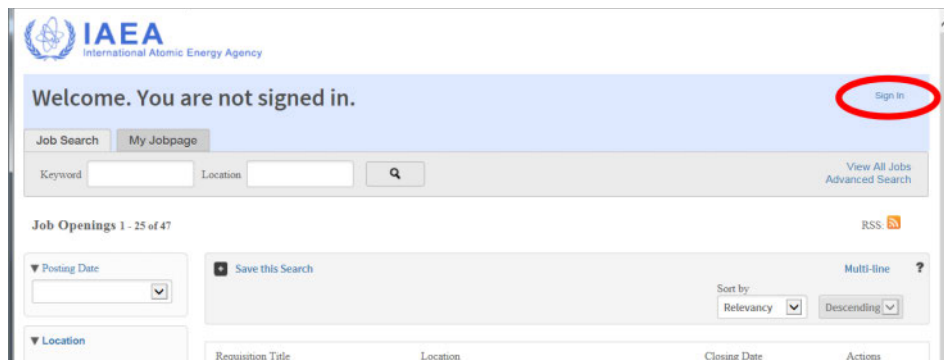 IAEA
International Atomic Energy Agency
Welcome. You are not signed in.
Sign In
Job Search My Jobpage
Keyword Location
View All Jobs
Advanced Search
Job Openings 1 - 25 of 47
RSS:
Posting Date
Save this Search
Multi-line ?
Sort by
Relevancy Descending
Location
Requisition Title Location Closing Date Actions